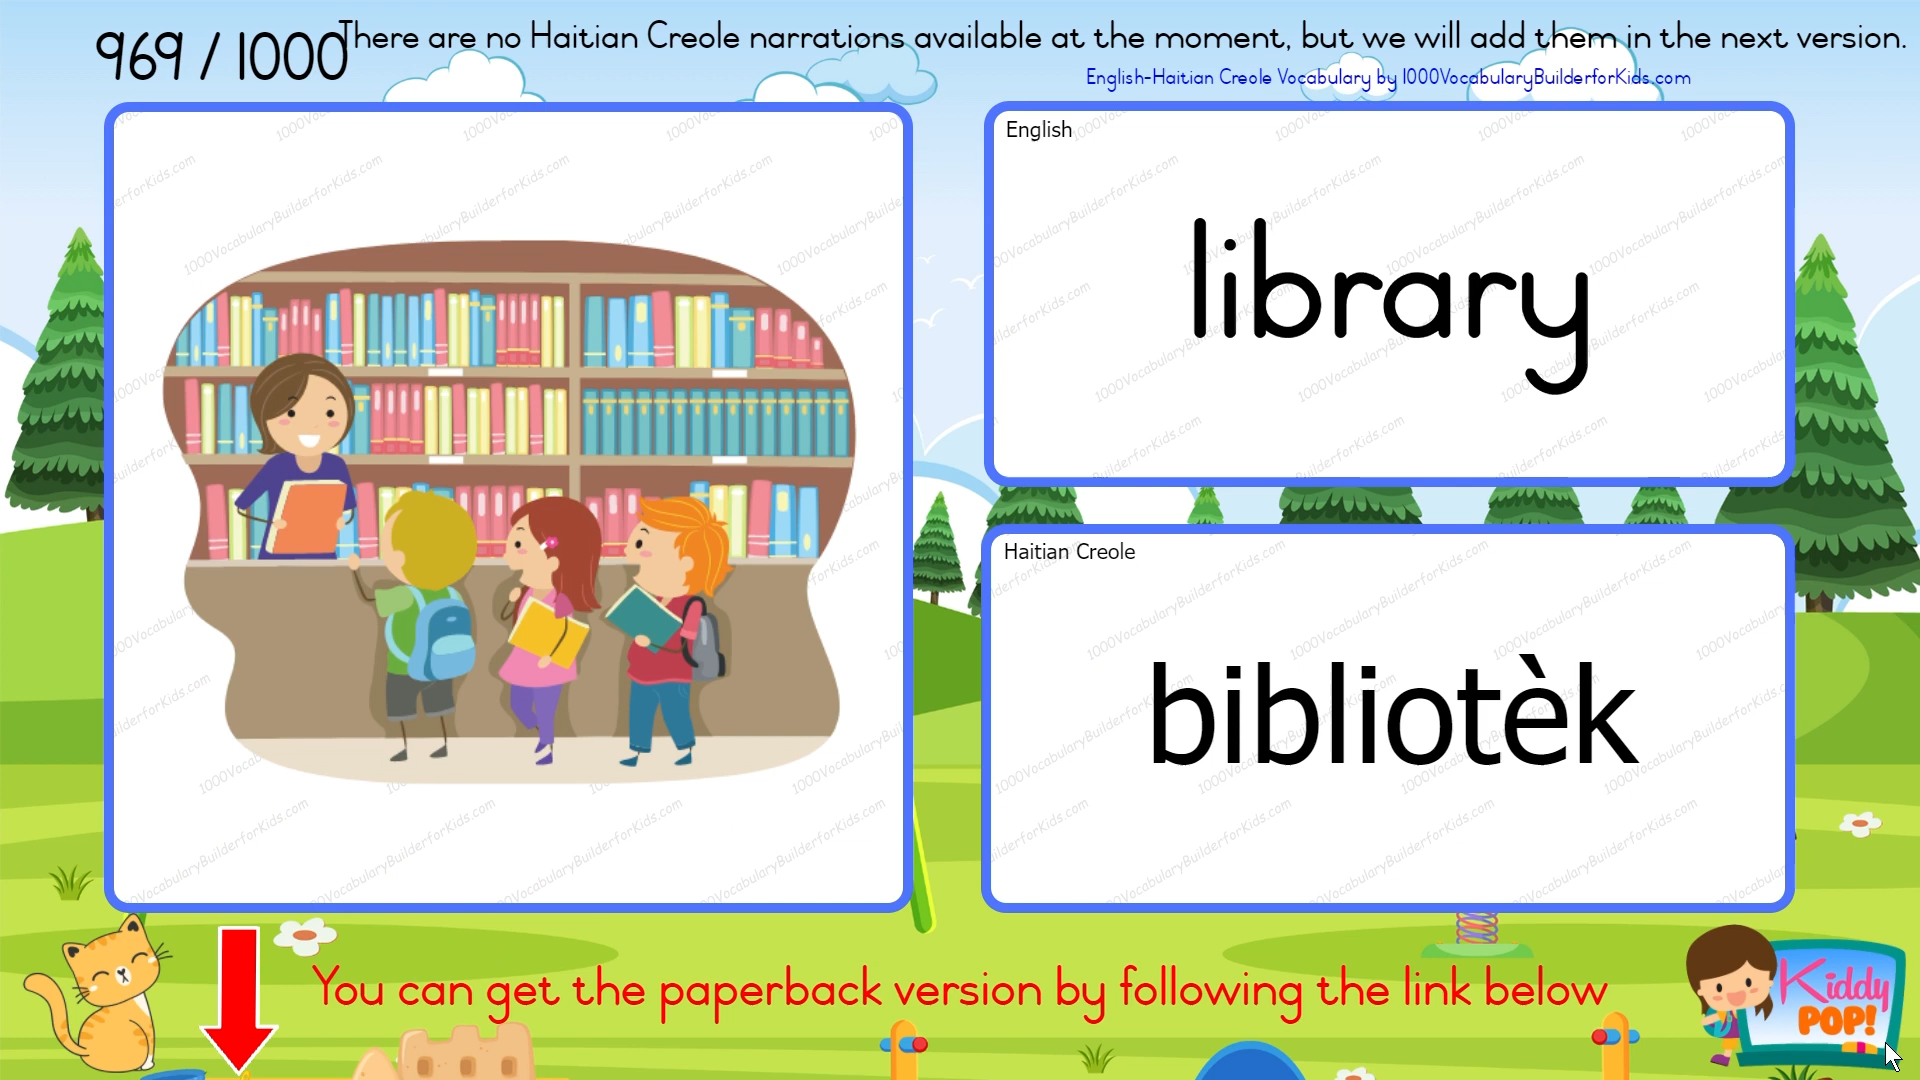 969 / 1000
There are no Haitian Creole narrations available at the moment, but we will add them in the next version.
English-Haitian Creole Vocabulary by 1000VocabularyBuilderforKids.com
English
library
Haitian Creole
bibliotèk
You can get the paperback version by following the link below
Kiddy
POP!